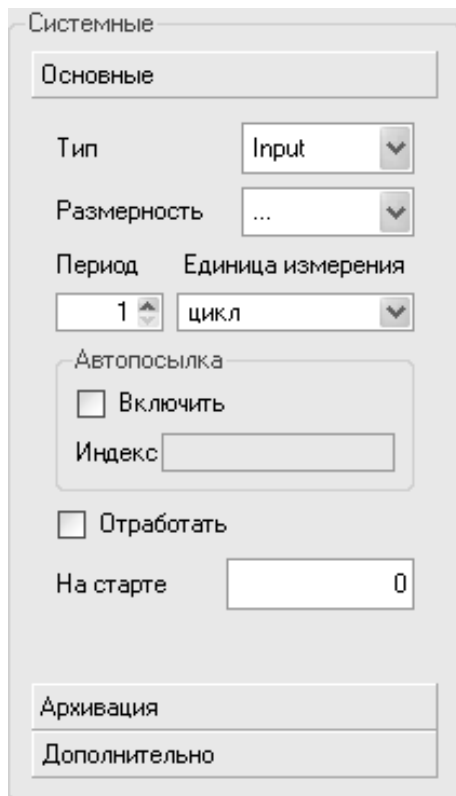 Системные
Основные
Тип Input
Размерность ...
Период Единица измерения
1 цикл
Автопосылка
Включить
Индекс
Отработать
На старте 0
Архивация
Дополнительно